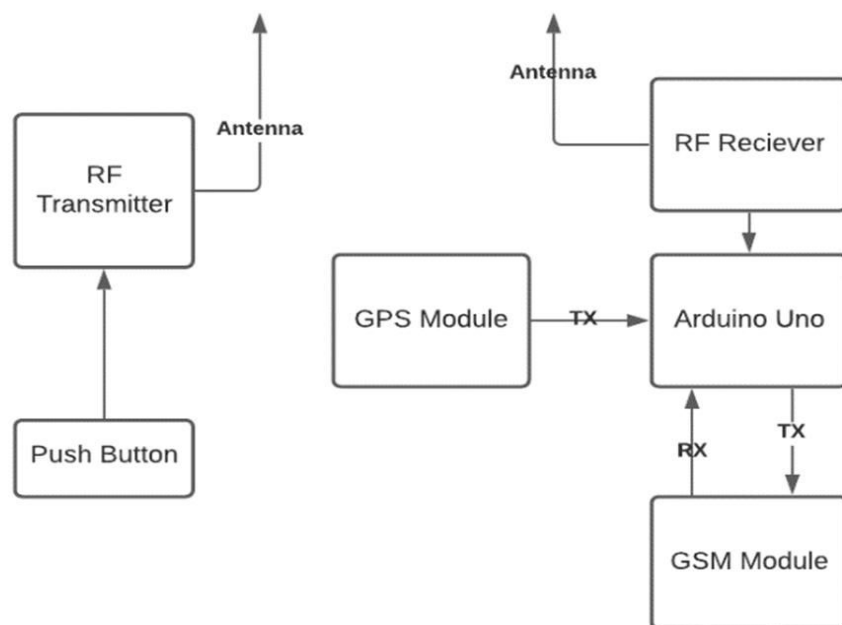 Antenna
Antenna
RF
Transmitter
RF Reciever
GPS Module
TX
Arduino Uno
Push Button
RX
TX
GSM Module